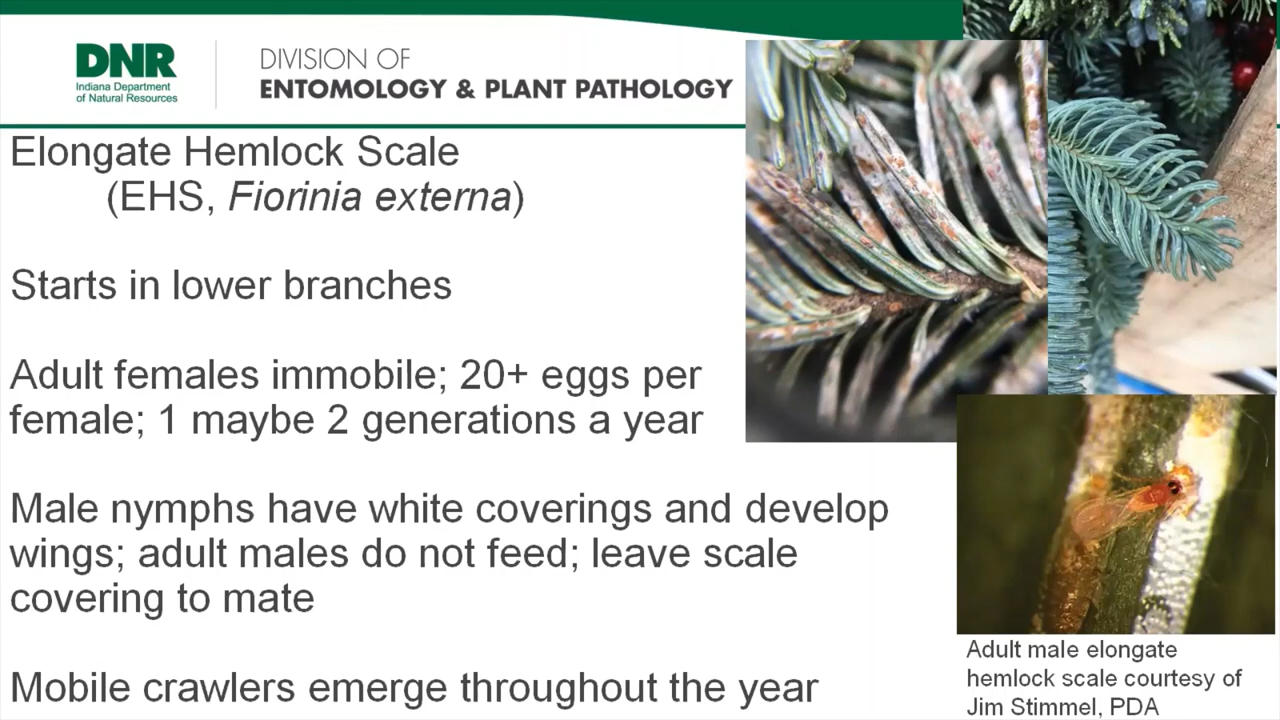 DNR
Indiana Department
of Natural Resources
DIVISION OF
ENTOMOLOGY & PLANT PATHOLOGY
Elongate Hemlock Scale
(EHS, Fiorinia externa)
Starts in lower branches
Adult females immobile; 20+ eggs per
female; 1 maybe 2 generations a year
Male nymphs have white coverings and develop
wings; adult males do not feed; leave scale
covering to mate
Mobile crawlers emerge throughout the year
Adult male elongate
hemlock scale courtesy of
Jim Stimmel, PDA